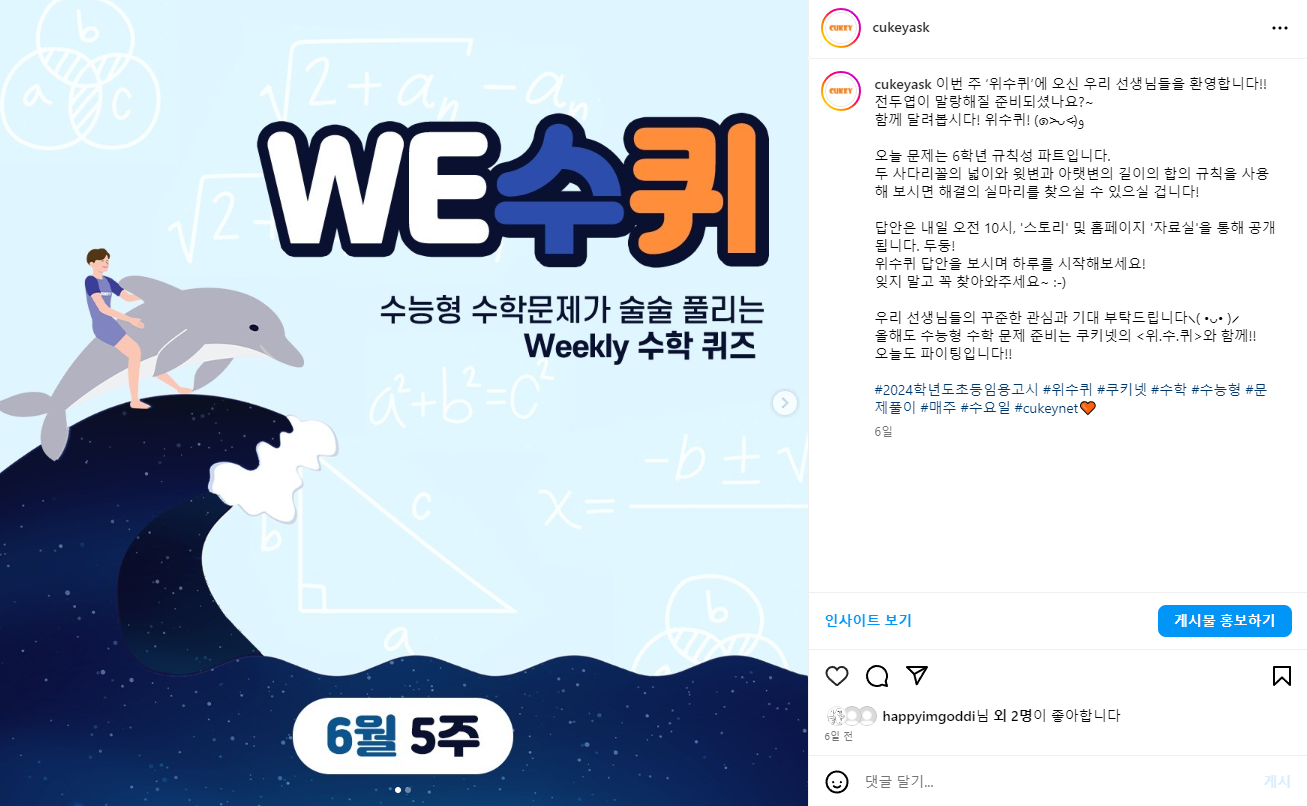 b
a
c
√2+aₙ-aₙ
√2-
WE수퀴
수능형 수학문제가 술술 풀리는
Weekly 수학 퀴즈
a²+b²=c²
-b±√
x=
c
b
a
b
6월 5주
CUKEY
cukeyask
CUKEY
cukeyask 이번 주 ‘위수퀴’에 오신 우리 선생님들을 환영합니다!!
전두엽이 말랑해질 준비되셨나요?~
함께 달려봅시다! 위수퀴! (๑˃̵ᴗ˂̵)و
오늘 문제는 6학년 규칙성 파트입니다.
두 사다리꼴의 넓이와 윗변과 아랫변의 길이의 합의 규칙을 사용
해 보시면 해결의 실마리를 찾으실 수 있으실 겁니다!
답안은 내일 오전 10시, '스토리' 및 홈페이지 '자료실'을 통해 공개
됩니다. 두둥!
위수퀴 답안을 보시며 하루를 시작해보세요!
잊지 말고 꼭 찾아와주세요~ :-)
우리 선생님들의 꾸준한 관심과 기대 부탁드립니다٩( •ᴗ• )و
올해도 수능형 수학 문제 준비는 쿠키넷의 <위.수.퀴>와 함께!!
오늘도 파이팅입니다!!
#2024학년도초등임용고시 #위수퀴 #쿠키넷 #수학 #수능형 #문
제풀이 #매주 #수요일 #cukeynet🧡
6일
인사이트 보기
게시물 홍보하기
happyimgoddi님 외 2명이 좋아합니다
6일 전
댓글 달기...
게시